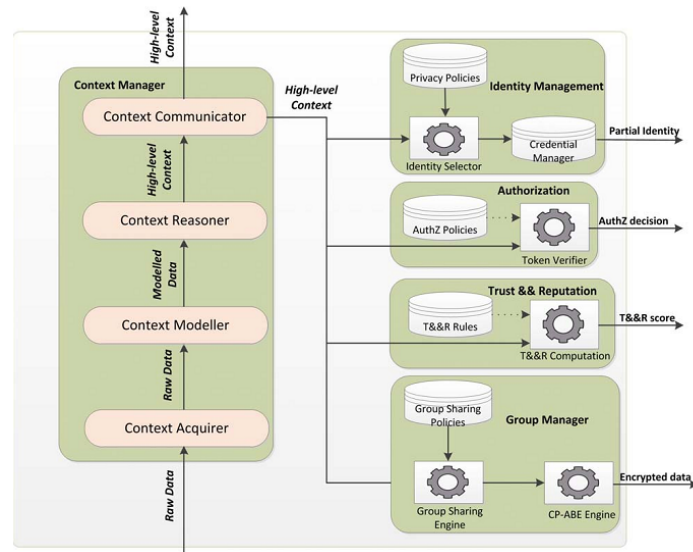 High-level
Context
Context Manager
Context Communicator
High-level
Context
High-level
Context
Context Reasoner
Modelled
Data
Context Modeller
Raw Data
Context Acquirer
Raw Data
Privacy Policies
Identity Management
Identity Selector
Credential
Manager
Partial Identity
Authorization
AuthZ Policies
Token Verifier
AuthZ decision
Trust && Reputation
T&&R Rules
T&&R Computation
T&&R score
Group Sharing
Policies
Group Manager
Group Sharing
Engine
CP-ABE Engine
Encrypted data